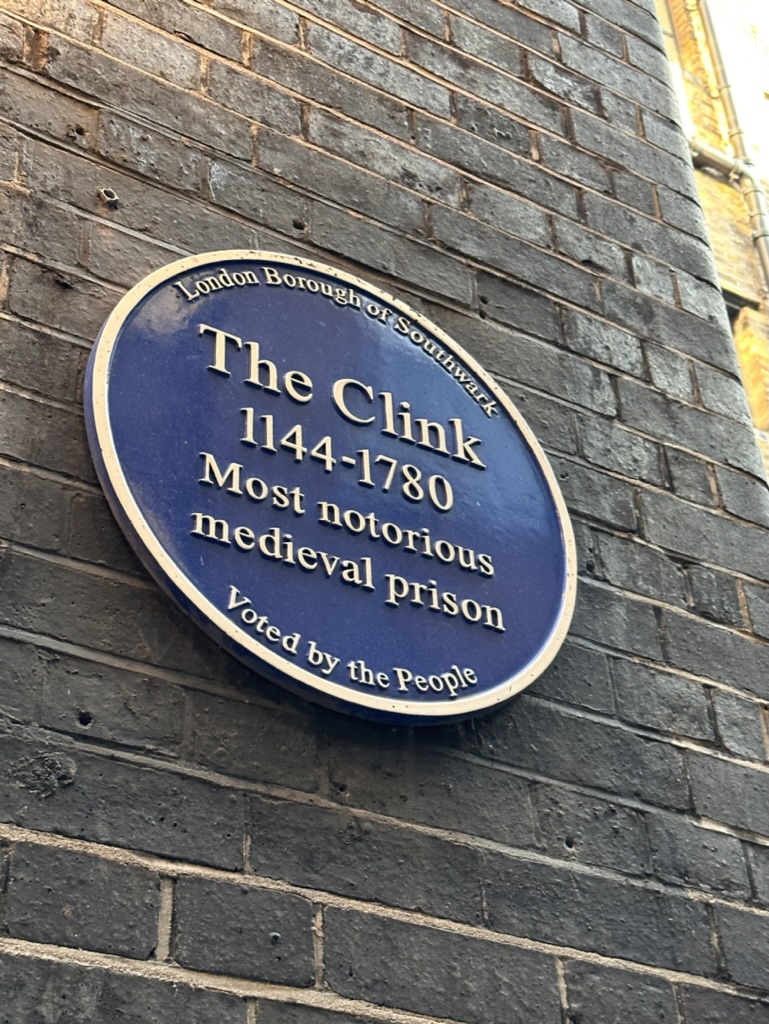 London Borough of Southwark
The Clink
1144-1780
Most notorious
medieval prison
Voted by the People